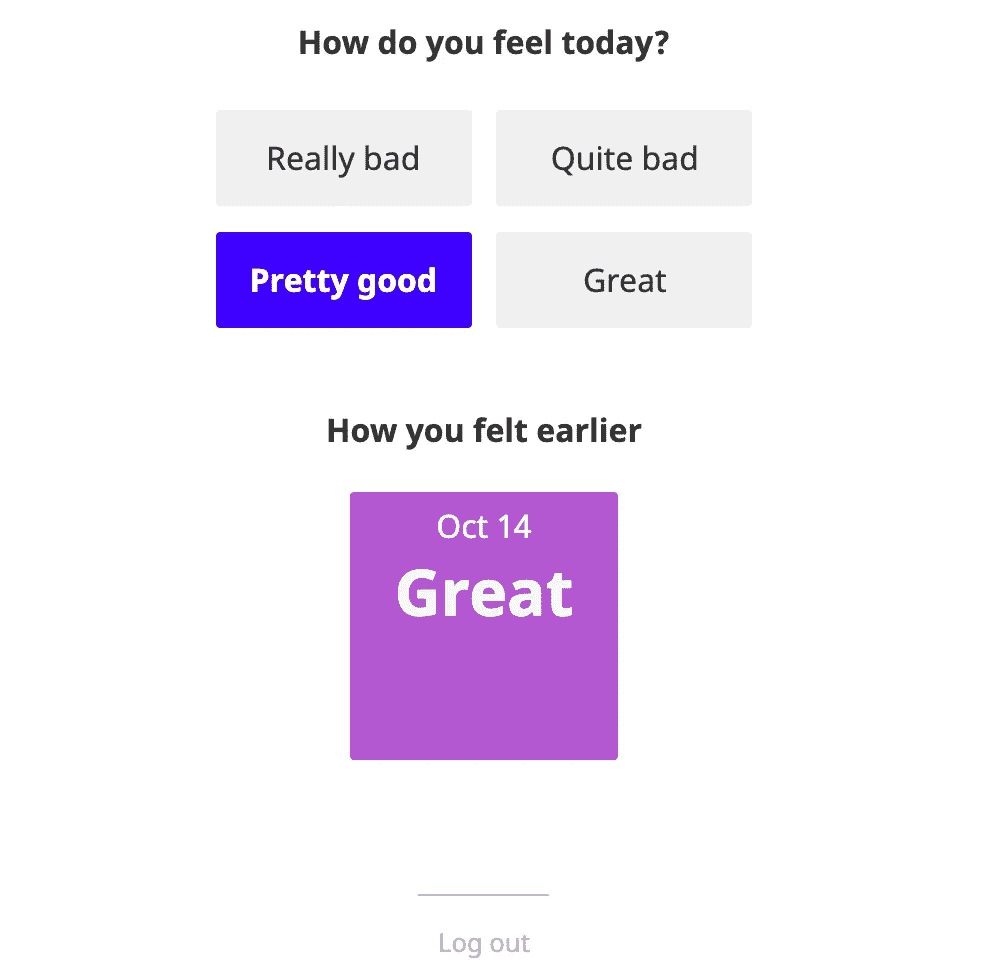 How do you feel today?
Really bad
Quite bad
Pretty good
Great
How you felt earlier
Oct 14
Great
Log out